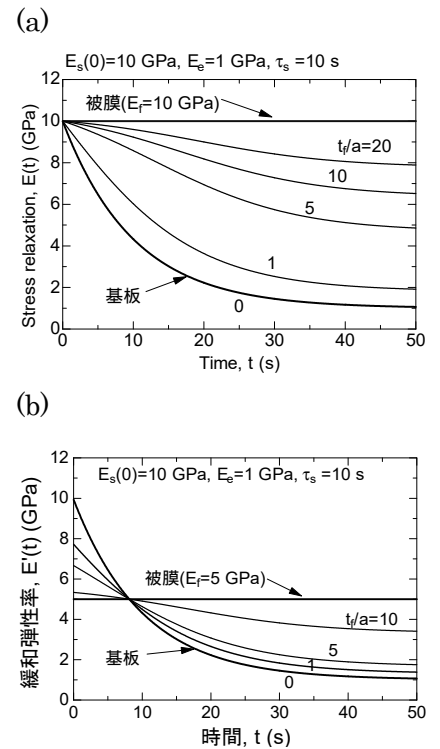 (a)
E_s(0)=10 GPa, E_e=1 GPa, τ_s =10 s
12
10
8
6
4
2
0
Stress relaxation, E(t) (GPa)
被膜(E_f=10 GPa)
t_f/a=20
10
5
1
0
基板
0 10 20 30 40 50
Time, t (s)
(b)
E_s(0)=10 GPa, E_e=1 GPa, τ_s =10 s
12
10
8
6
4
2
0
緩和弾性率, E'(t) (GPa)
被膜(E_f=5 GPa)
t_f/a=10
5
1
0
基板
0 10 20 30 40 50
時間, t (s)